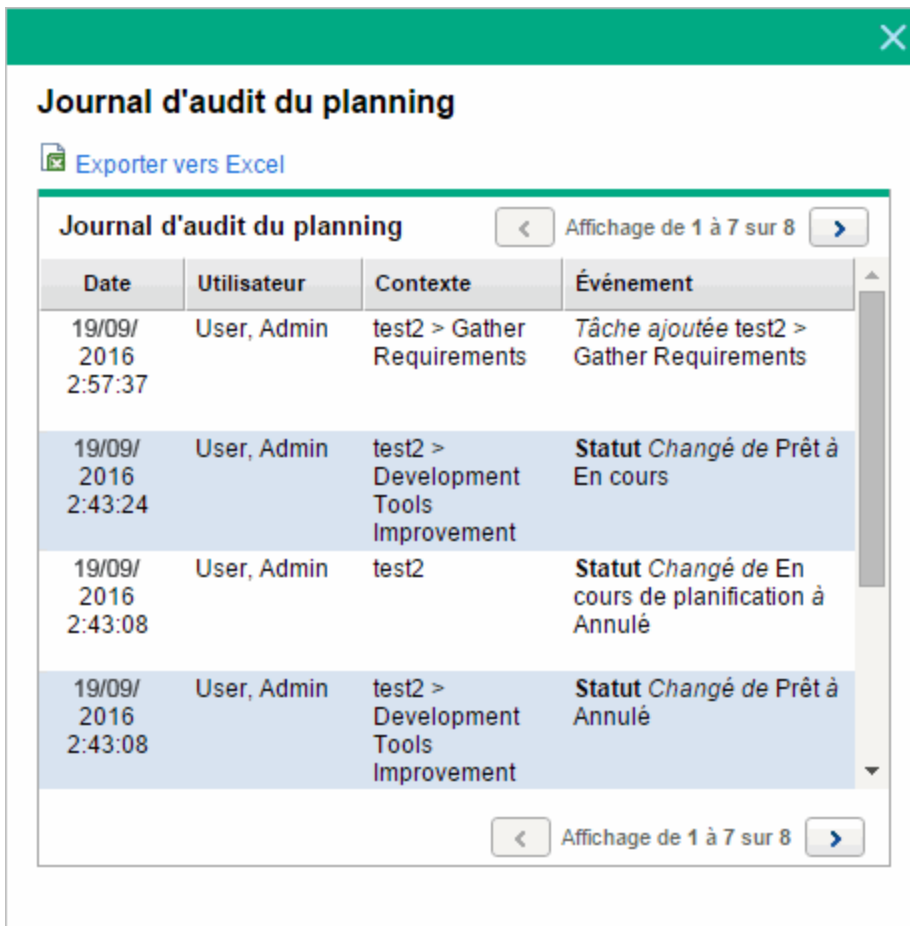 Journal d'audit du planning
Exporter vers Excel
Journal d'audit du planning
Affichage de 1 à 7 sur 8
Date Utilisateur Contexte Événement
19/09/ User, Admin test2 > Gather Tâche ajoutée test2 >
2016 Requirements Gather Requirements
2:57:37
19/09/ User, Admin test2 > Statut Changé de Prêt à
2016 Development En cours
2:43:24 Tools
Improvement
19/09/ User, Admin test2 Statut Changé de En
2016 cours de planification à
2:43:08 Annulé
19/09/ User, Admin test2 > Statut Changé de Prêt à
2016 Development Annulé
2:43:08 Tools
Improvement
Affichage de 1 à 7 sur 8